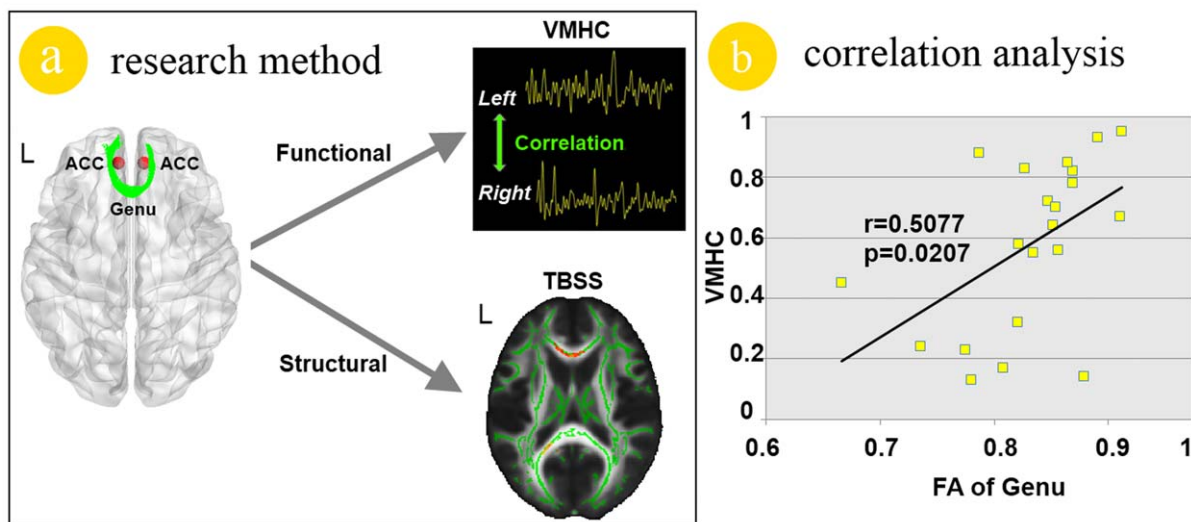 a research method
VMHC
Left
Correlation
Right
L
ACC ACC
Genu
Functional
Structural
TBSS
L
b correlation analysis
1
0.8
0.6
0.4
0.2
0
VMHC
r=0.5077
p=0.0207
0.6 0.7 0.8 0.9 1
FA of Genu